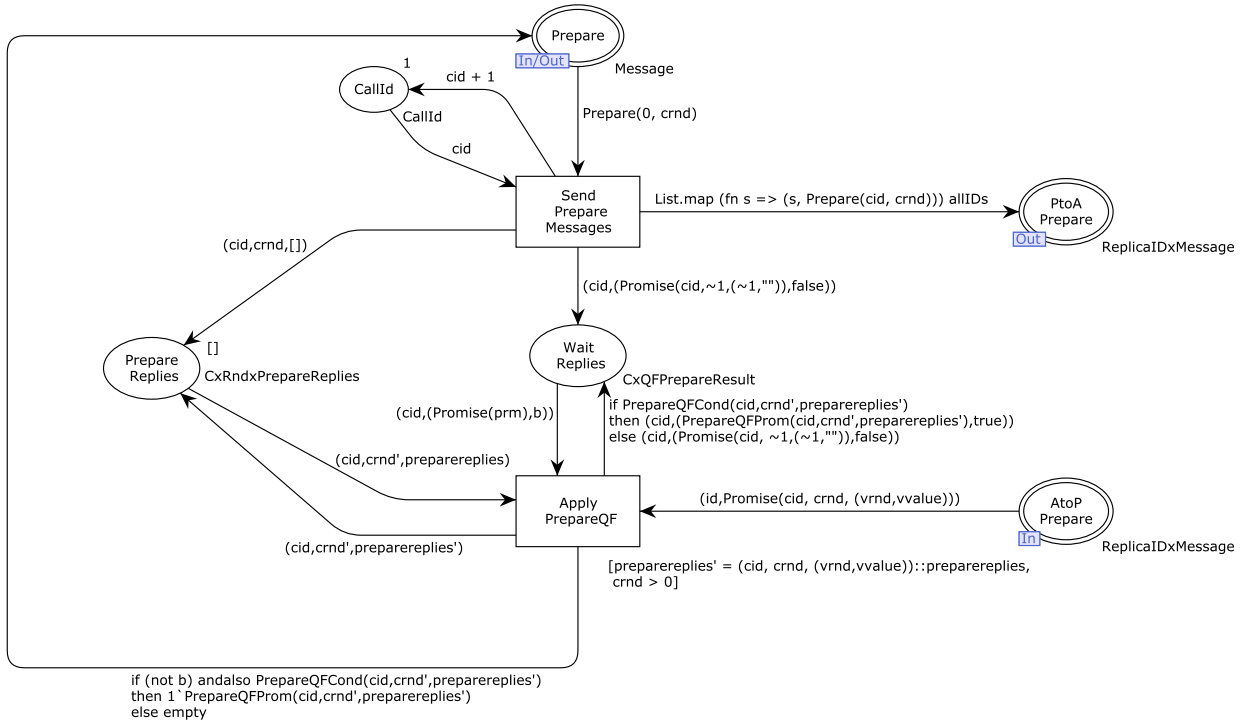 Prepare
In/Out
Message
1
CallId
CallId
cid + 1
cid
Prepare(0, crnd)
Send
Prepare
Messages
List.map (fn s => (s, Prepare(cid, crnd))) allIDs
PtoA
Prepare
Out
ReplicaIDxMessage
(cid,crnd,[])
(cid,(Promise(cid,~1,(~1,"")),false))
Prepare
Replies
[]
CxRndxPrepareReplies
Wait
Replies
CxQFPrepareResult
(cid,(Promise(prm),b))
if PrepareQFCond(cid,crnd',preparereplies')
then (cid,(PrepareQFProm(cid,crnd',preparereplies'),true))
else (cid,(Promise(cid, ~1,(~1,"")),false))
(cid,crnd',preparereplies)
Apply
PrepareQF
(id,Promise(cid, crnd, (vrnd,vvalue)))
AtoP
Prepare
In
ReplicaIDxMessage
(cid,crnd',preparereplies')
[preparereplies' = (cid, crnd, (vrnd,vvalue))::preparereplies,
crnd > 0]
if (not b) andalso PrepareQFCond(cid,crnd',preparereplies')
then 1`PrepareQFProm(cid,crnd',preparereplies')
else empty